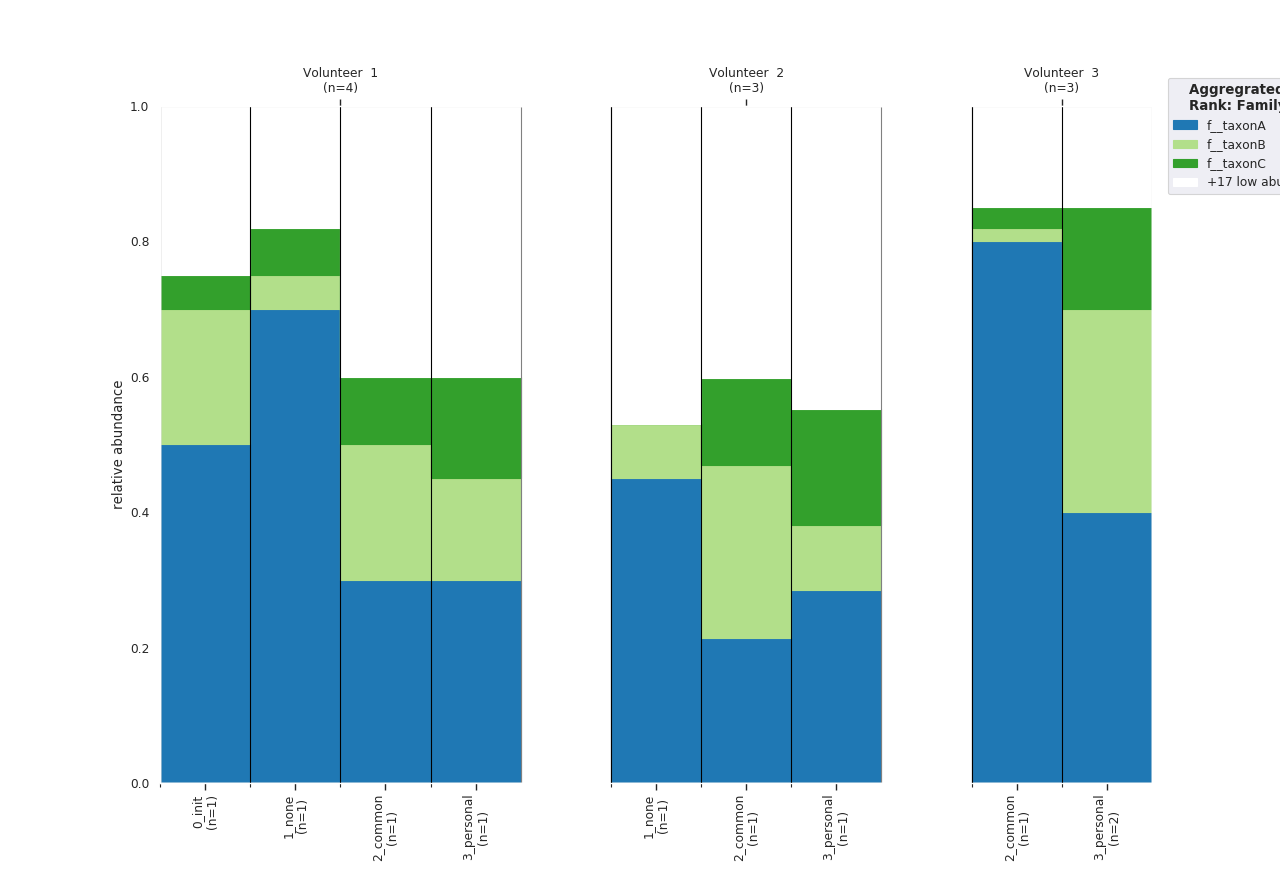 Volunteer 1
(n=4)
Volunteer 2
(n=3)
Volunteer 3
(n=3)
Aggregrated
Rank: Family
f__taxonA
f__taxonB
f__taxonC
+17 low abu
relative abundance
1.0
0.8
0.6
0.4
0.2
0.0
0_init
(n=1)
1_none
(n=1)
2_common
(n=1)
3_personal
(n=1)
1_none
(n=1)
2_common
(n=1)
3_personal
(n=1)
2_common
(n=1)
3_personal
(n=2)